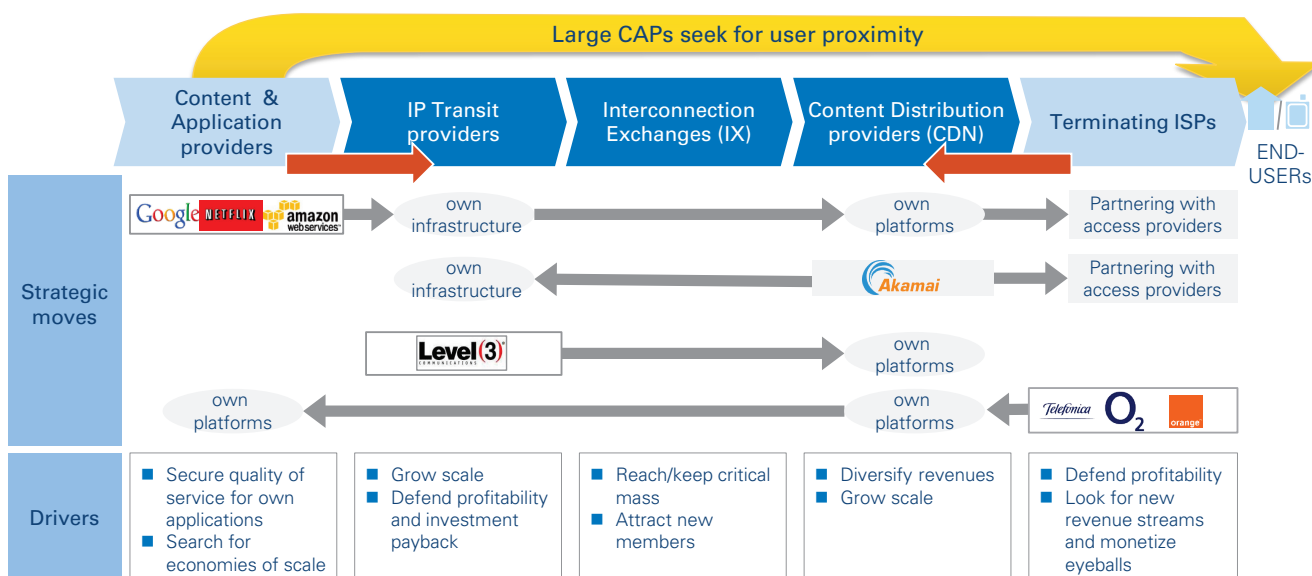 Large CAPs seek for user proximity
Content &
Application
providers
IP Transit
providers
Interconnection
Exchanges (IX)
Content Distribution
providers (CDN)
Terminating ISPs
END-
USERs
Strategic
moves
Google NETFLIX amazon
webservices™
own
infrastructure
own
platforms
Partnering with
access providers
own
infrastructure
Akamai
Partnering with
access providers
Level(3)®
COMMUNICATIONS
own
platforms
own
platforms
own
platforms
Telefónica O2 orange™
Drivers
■ Secure quality of
service for own
applications
■ Search for
economies of scale
■ Grow scale
■ Defend profitability
and investment
payback
■ Reach/keep critical
mass
■ Attract new
members
■ Diversify revenues
■ Grow scale
■ Defend profitability
■ Look for new
revenue streams
and monetize
eyeballs